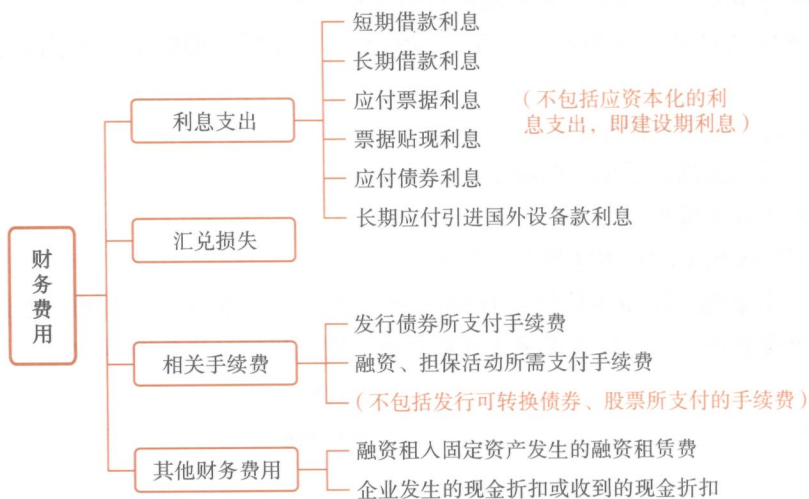 短期借款利息
长期借款利息
应付票据利息
（不包括应资本化的利
息支出，即建设期利息）
利息支出
票据贴现利息
应付债券利息
长期应付引进国外设备款利息
汇兑损失
财务费用
发行债券所支付手续费
相关手续费
融资、担保活动所需支付手续费
（不包括发行可转换债券、股票所支付的手续费）
融资租入固定资产发生的融资租赁费
其他财务费用
企业发生的现金折扣或收到的现金折扣